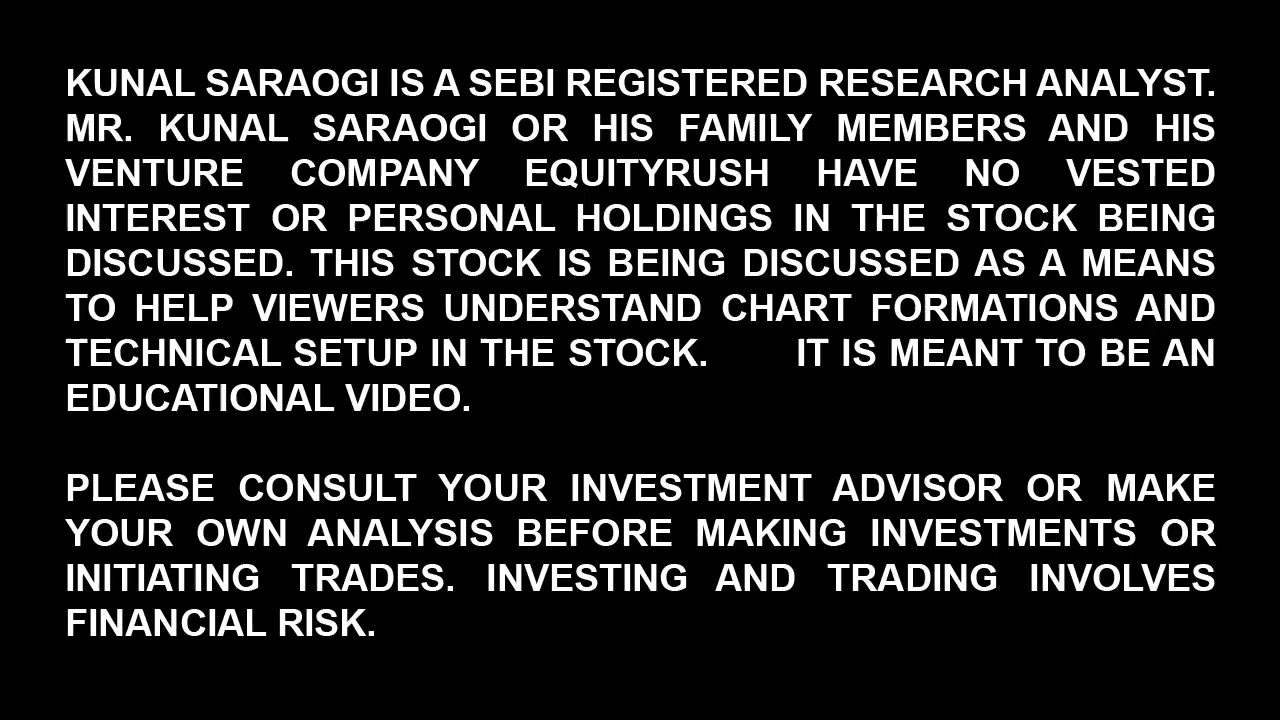 KUNAL SARAOGI IS A SEBI REGISTERED RESEARCH ANALYST.
MR. KUNAL SARAOGI OR HIS FAMILY MEMBERS AND HIS
VENTURE COMPANY EQUITYRUSH HAVE NO VESTED
INTEREST OR PERSONAL HOLDINGS IN THE STOCK BEING
DISCUSSED. THIS STOCK IS BEING DISCUSSED AS A MEANS
TO HELP VIEWERS UNDERSTAND CHART FORMATIONS AND
TECHNICAL SETUP IN THE STOCK. IT IS MEANT TO BE AN
EDUCATIONAL VIDEO.
PLEASE CONSULT YOUR INVESTMENT ADVISOR OR MAKE
YOUR OWN ANALYSIS BEFORE MAKING INVESTMENTS OR
INITIATING TRADES. INVESTING AND TRADING INVOLVES
FINANCIAL RISK.